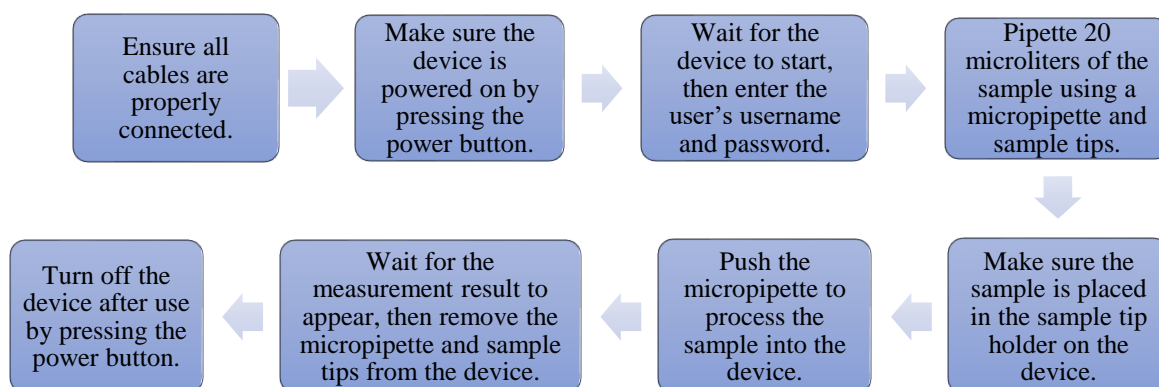 Ensure all
cables are
properly
connected.
Make sure the
device is
powered on by
pressing the
power button.
Wait for the
device to start,
then enter the
user's username
and password.
Pipette 20
microliters of the
sample using a
micropipette and
sample tips.
Make sure the
sample is placed
in the sample tip
holder on the
device.
Push the
micropipette to
process the
sample into the
device.
Wait for the
measurement result to
appear, then remove the
micropipette and sample
tips from the device.
Turn off the
device after use
by pressing the
power button.